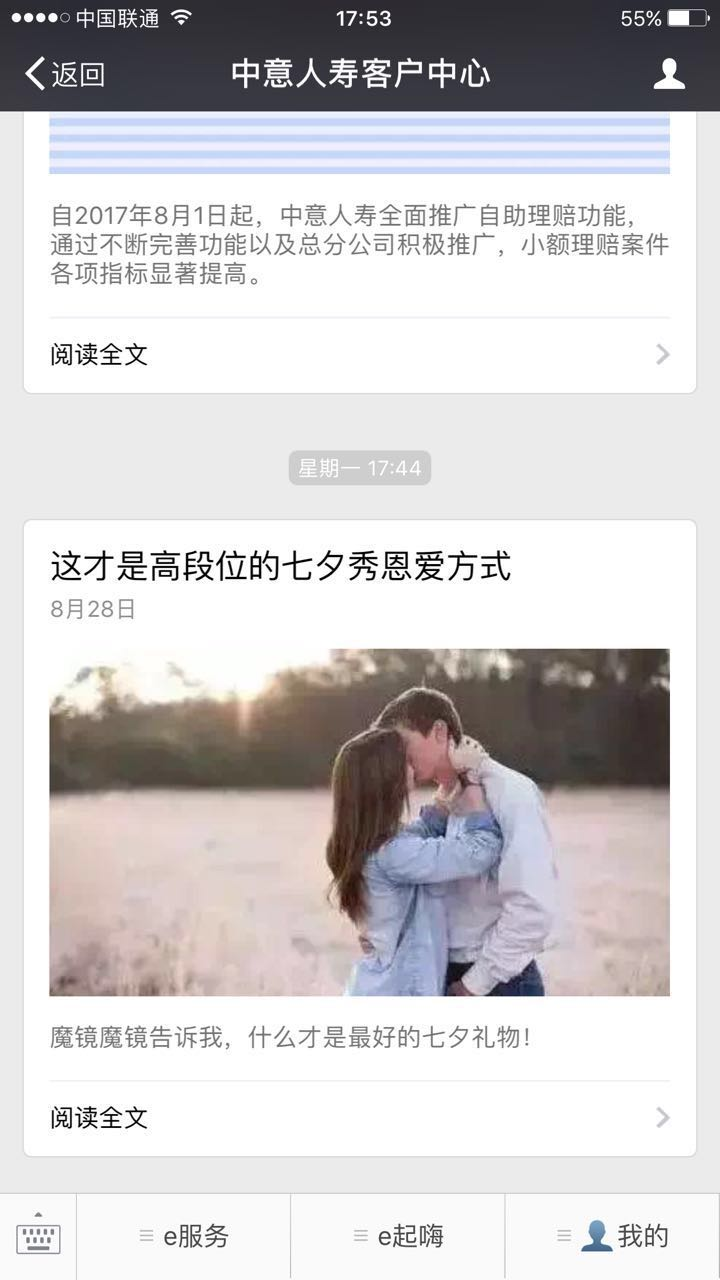 中国联通 17:53 55%
返回 中意人寿客户中心
自2017年8月1日起，中意人寿全面推广自助理赔功能，
通过不断完善功能以及总分公司积极推广，小额理赔案件
各项指标显著提高。
阅读全文
星期一 17:44
这才是高段位的七夕秀恩爱方式
8月28日
魔镜魔镜告诉我，什么才是最好的七夕礼物！
阅读全文
e服务 e起嗨 我的